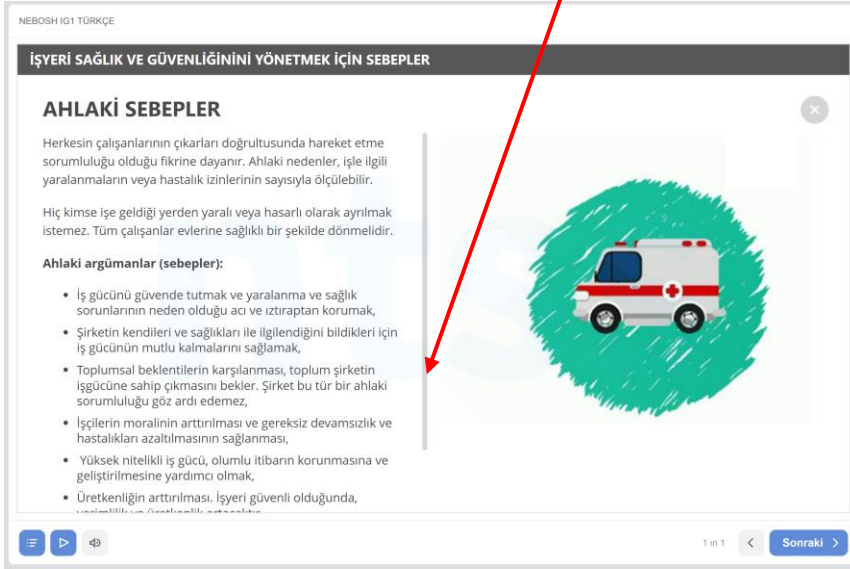 NEBOSH IG1 TÜRKÇE
İŞYERİ SAĞLIK VE GÜVENLİĞİNİNİ YÖNETMEK İÇİN SEBEPLER
AHLAKİ SEBEPLER
Herkesin çalışanlarının çıkarları doğrultusunda hareket etme
sorumluluğu olduğu fikrine dayanır. Ahlaki nedenler, işle ilgili
yaralanmaların veya hastalık izinlerinin sayısıyla ölçülebilir.
Hiç kimse işe geldiği yerden yaralı veya hasarlı olarak ayrılmak
istemez. Tüm çalışanlar evlerine sağlıklı bir şekilde dönmelidir.
Ahlaki argümanlar (sebepler):
• İş gücünü güvende tutmak ve yaralanma ve sağlık
sorunlarının neden olduğu acı ve ıztıraptan korumak,
• Şirketin kendileri ve sağlıkları ile ilgilendiğini bildikleri için
iş gücünün mutlu kalmalarını sağlamak,
• Toplumsal beklentilerin karşılanması, toplum şirketin
işgücüne sahip çıkmasını bekler. Şirket bu tür bir ahlaki
sorumluluğu göz ardı edemez,
• İşçilerin moralinin arttırılması ve gereksiz devamsızlık ve
hastalıkları azaltılmasının sağlanması,
• Yüksek nitelikli iş gücü, olumlu itibarın korunmasına ve
geliştirilmesine yardımcı olmak,
• Üretkenliğin arttırılması. İşyeri güvenli olduğunda,
verimlilik ve üretkenlik artacaktır
1 in 1
Sonraki